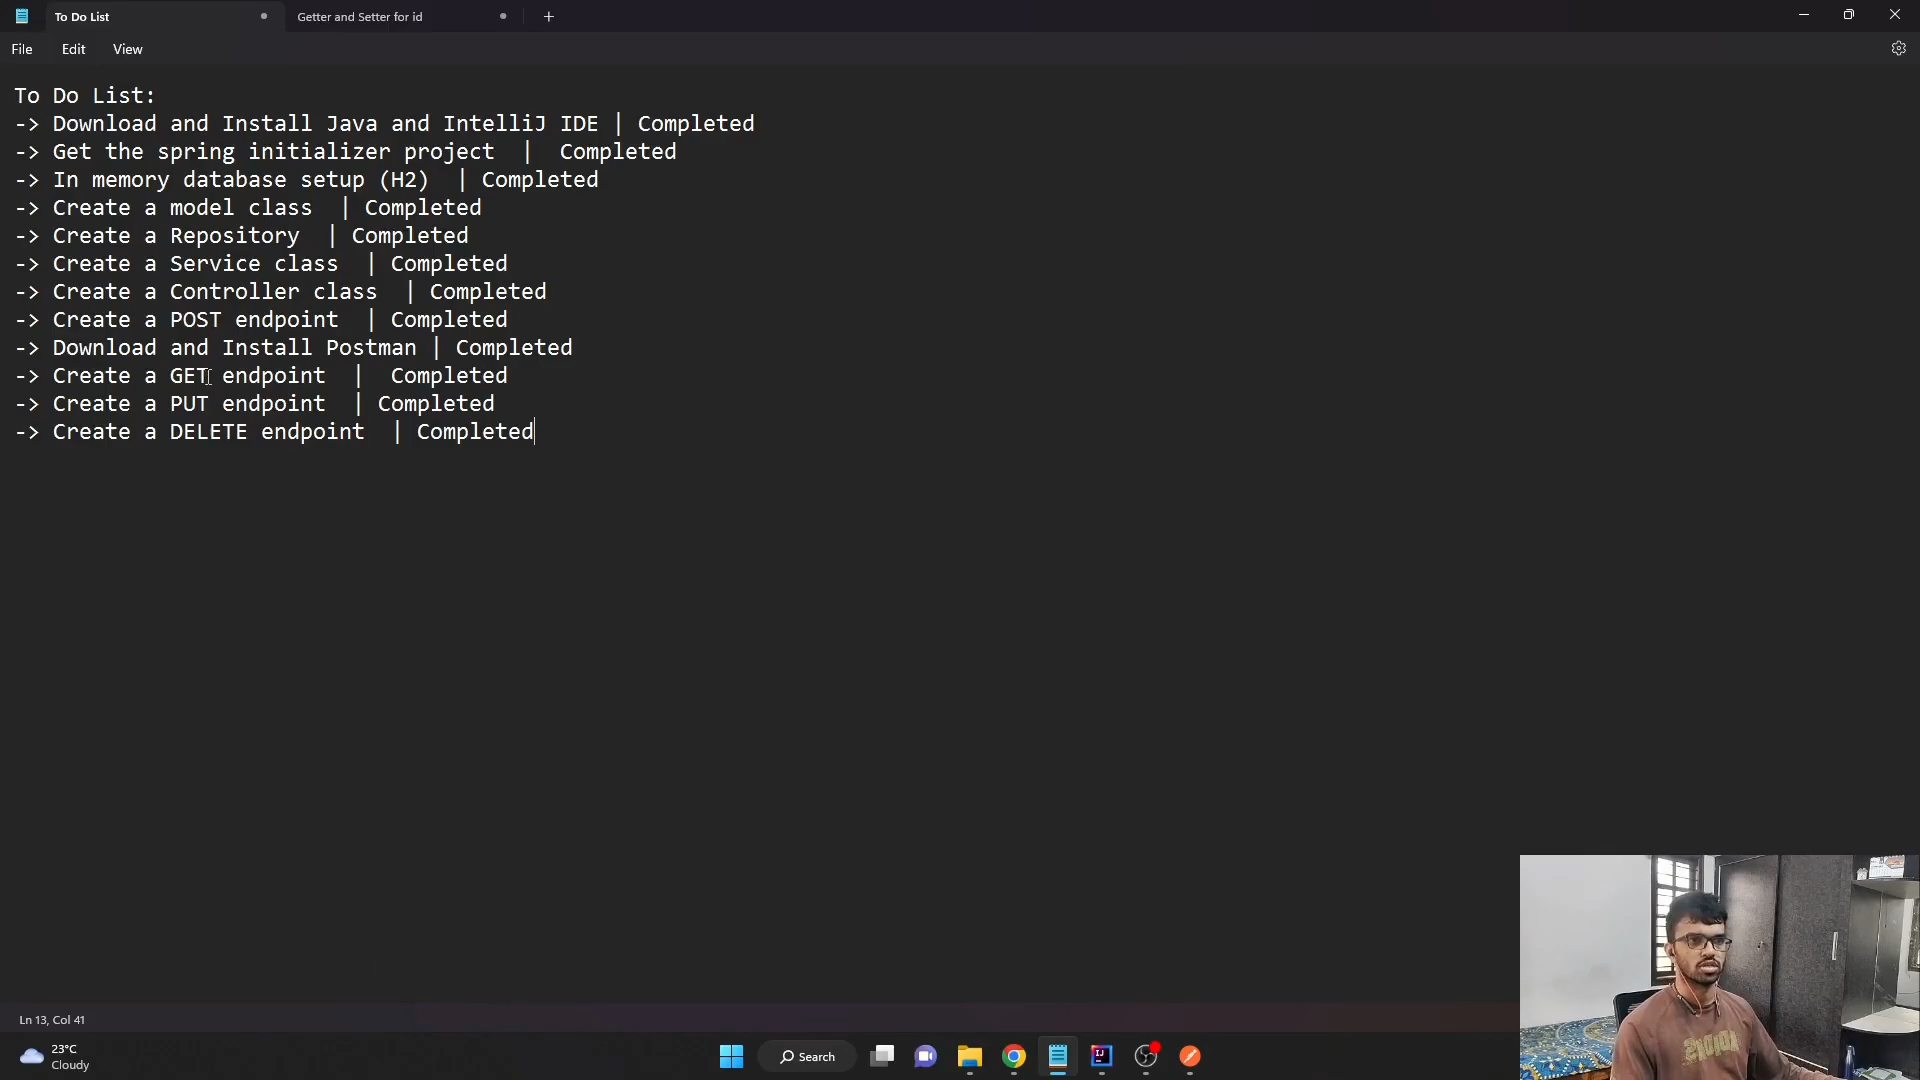 To Do List
Getter and Setter for id
File
Edit
View
To Do List:
-> Download and Install Java and IntelliJ IDE | Completed
-> Get the spring initializer project  |  Completed
-> In memory database setup (H2)  | Completed
-> Create a model class  | Completed
-> Create a Repository  | Completed
-> Create a Service class  | Completed
-> Create a Controller class  | Completed
-> Create a POST endpoint  | Completed
-> Download and Install Postman | Completed
-> Create a GET endpoint  |  Completed
-> Create a PUT endpoint  | Completed
-> Create a DELETE endpoint  | Completed
Ln 13, Col 41
23°C
Cloudy
Search
IJ